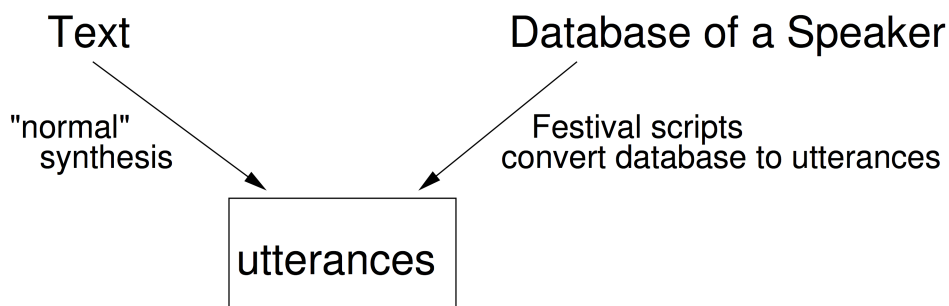 Text
Database of a Speaker
"normal"
synthesis
Festival scripts
convert database to utterances
utterances